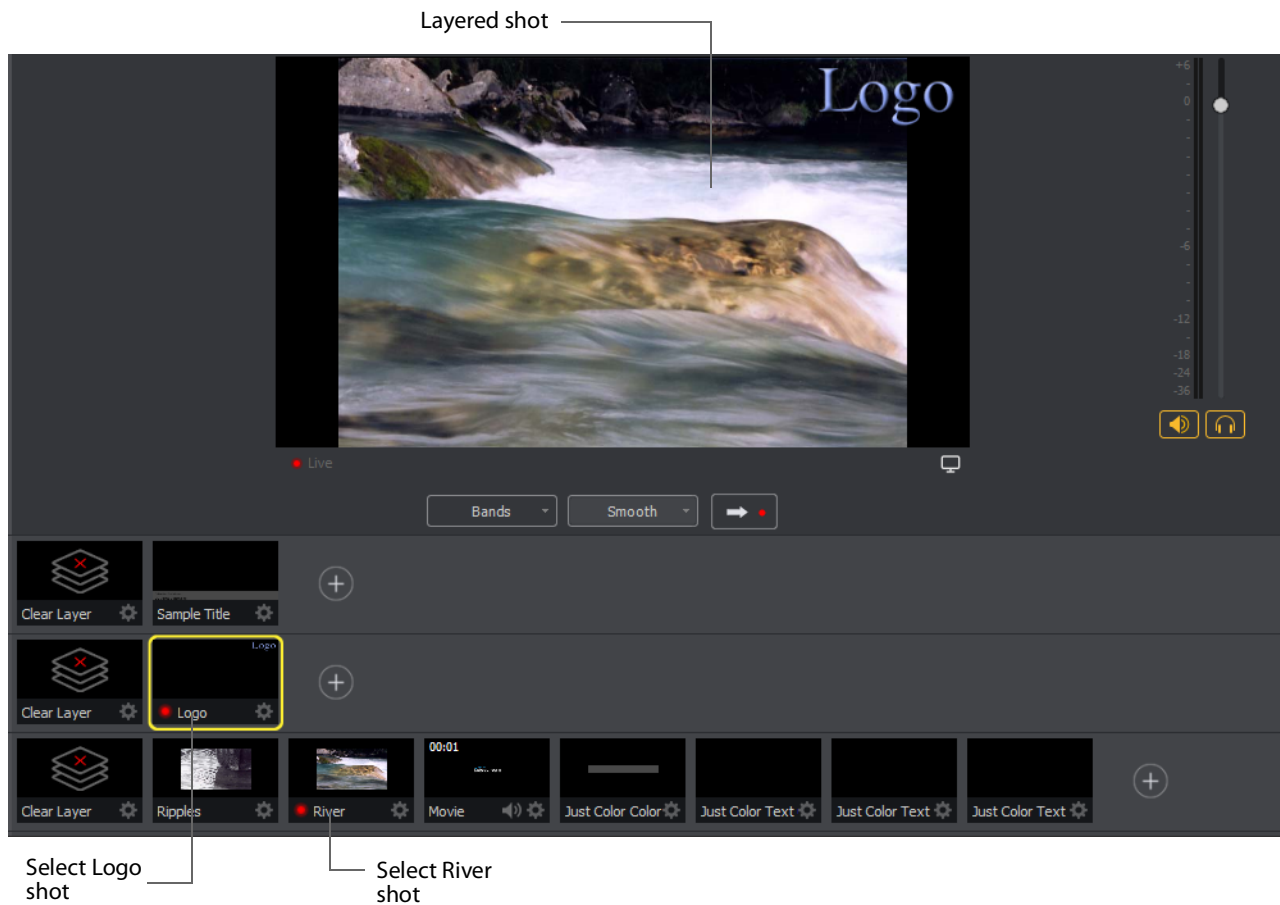 Layered shot
Logo
+6
0
-6
-12
-18
-24
-36
Live
Bands
Smooth
Clear Layer
Sample Title
Logo
Clear Layer
Logo
00:01
Clear Layer
Ripples
River
Movie
Just Color Color
Just Color Text
Just Color Text
Just Color Text
Select Logo
shot
Select River
shot